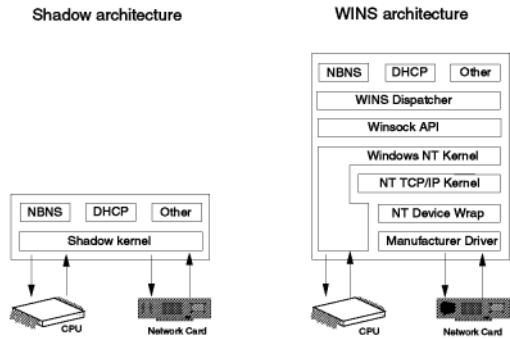 Shadow architecture
NBNS DHCP Other
Shadow kernel
CPU
Network Card
WINS architecture
NBNS DHCP Other
WINS Dispatcher
Winsock API
Windows NT Kernel
NT TCP/IP Kernel
NT Device Wrap
Manufacturer Driver
CPU
Network Card